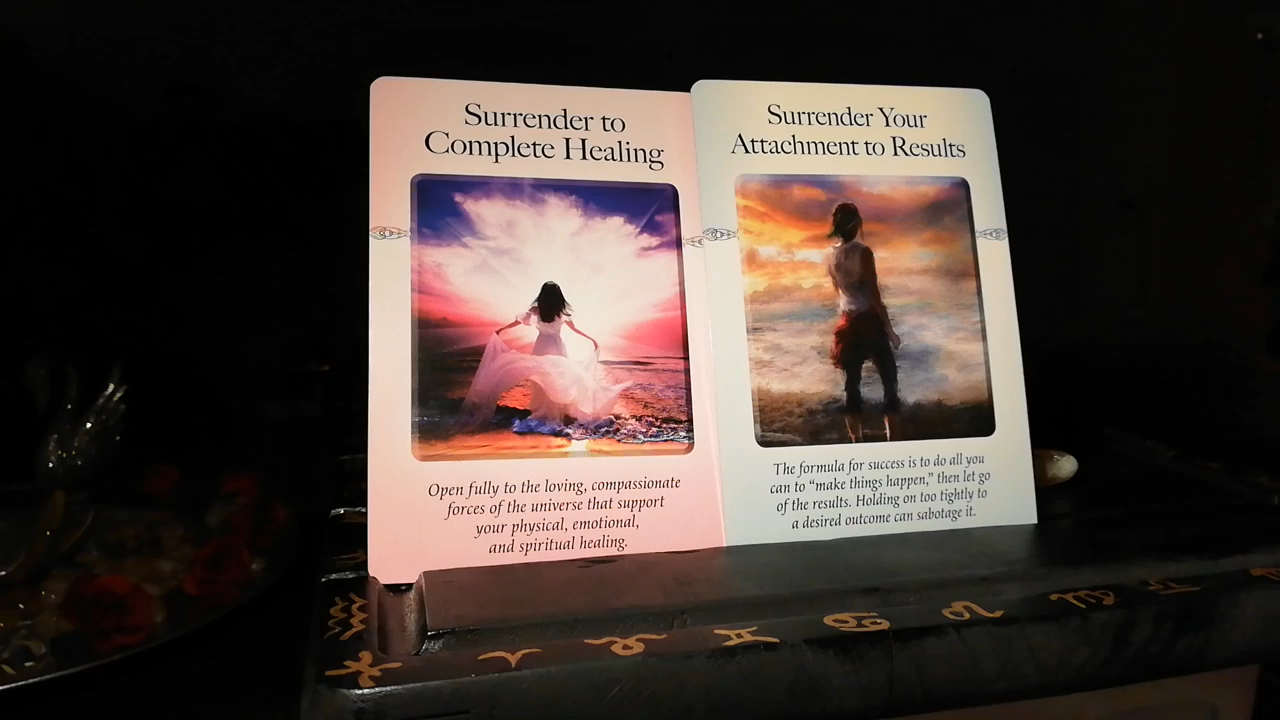 Surrender to
Complete Healing
Open fully to the loving, compassionate
forces of the universe that support
your physical, emotional,
and spiritual healing.
Surrender Your
Attachment to Results
The formula for success is to do all you
can to “make things happen,” then let go
of the results. Holding on too tightly to
a desired outcome can sabotage it.